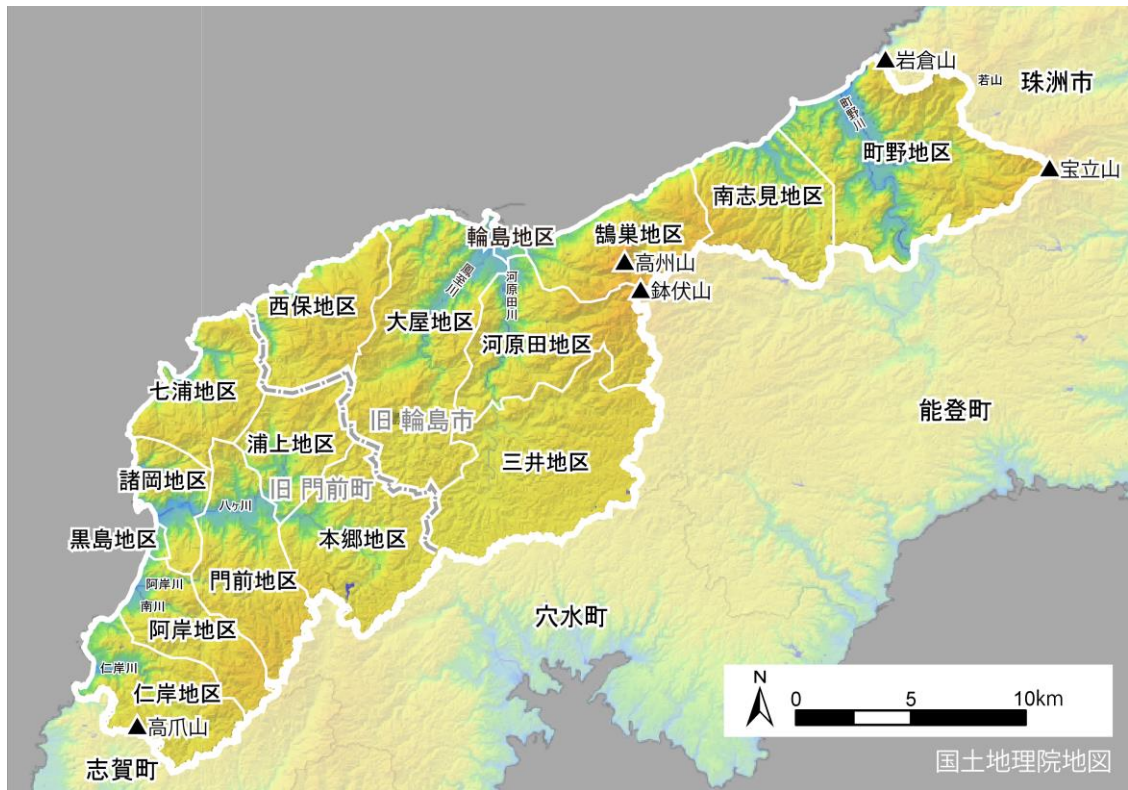 岩倉山
若山
珠洲市
町野川
町野地区
宝立山
南志見地区
輪島地区
鵠巣地区
高州山
鳳至川
河原田川
鉢伏山
西保地区
大屋地区
河原田地区
七浦地区
旧 輪島市
能登町
浦上地区
三井地区
諸岡地区
旧 門前町
八ヶ川
黒島地区
本郷地区
阿岸川
門前地区
南川
穴水町
阿岸地区
仁岸川
仁岸地区
高爪山
志賀町
N
0 5 10km
国土地理院地図